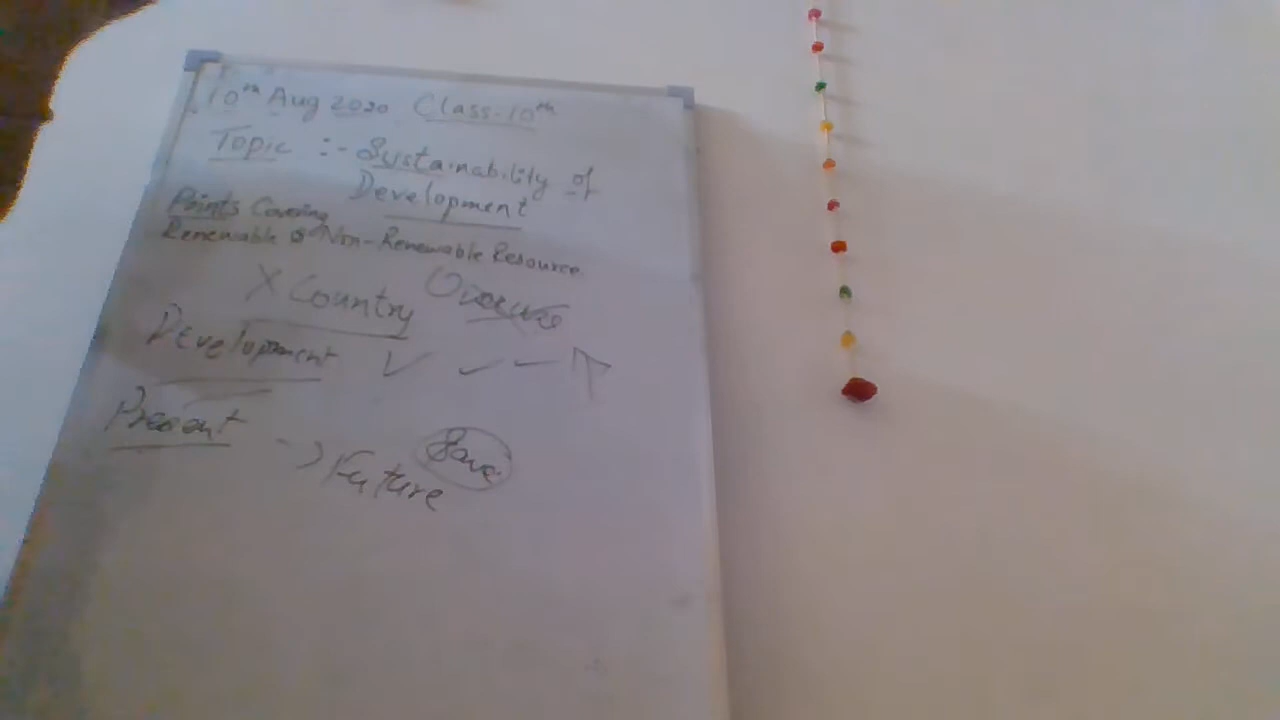 10th Aug 2020 Class-10th
Topic :- Sustainability of
Development
Points Covering
Renewable & Non-Renewable Resource
X Country Overuse
Development ✓ ✓ – ↑
Present
→ Future Save